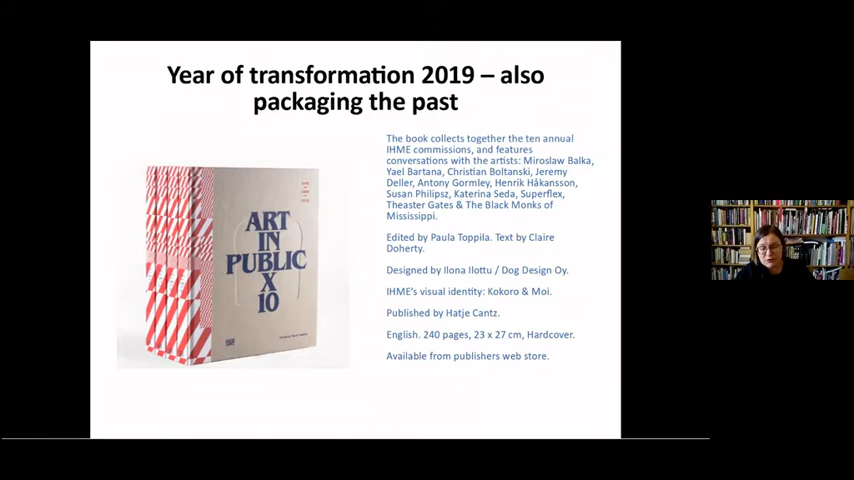 Year of transformation 2019 – also
packaging the past
The book collects together the ten annual
IHME commissions, and features
conversations with the artists: Miroslaw Balka,
Yael Bartana, Christian Boltanski, Jeremy
Deller, Antony Gormley, Henrik Håkansson,
Susan Philipsz, Katerina Seda, Superflex,
Theaster Gates & The Black Monks of
Mississippi.
Edited by Paula Toppila. Text by Claire
Doherty.
Designed by Ilona Ilottu / Dog Design Oy.
IHME's visual identity: Kokoro & Moi.
Published by Hatje Cantz.
English. 240 pages, 23 x 27 cm, Hardcover.
Available from publishers web store.
ART
IN
PUBLIC
X
10